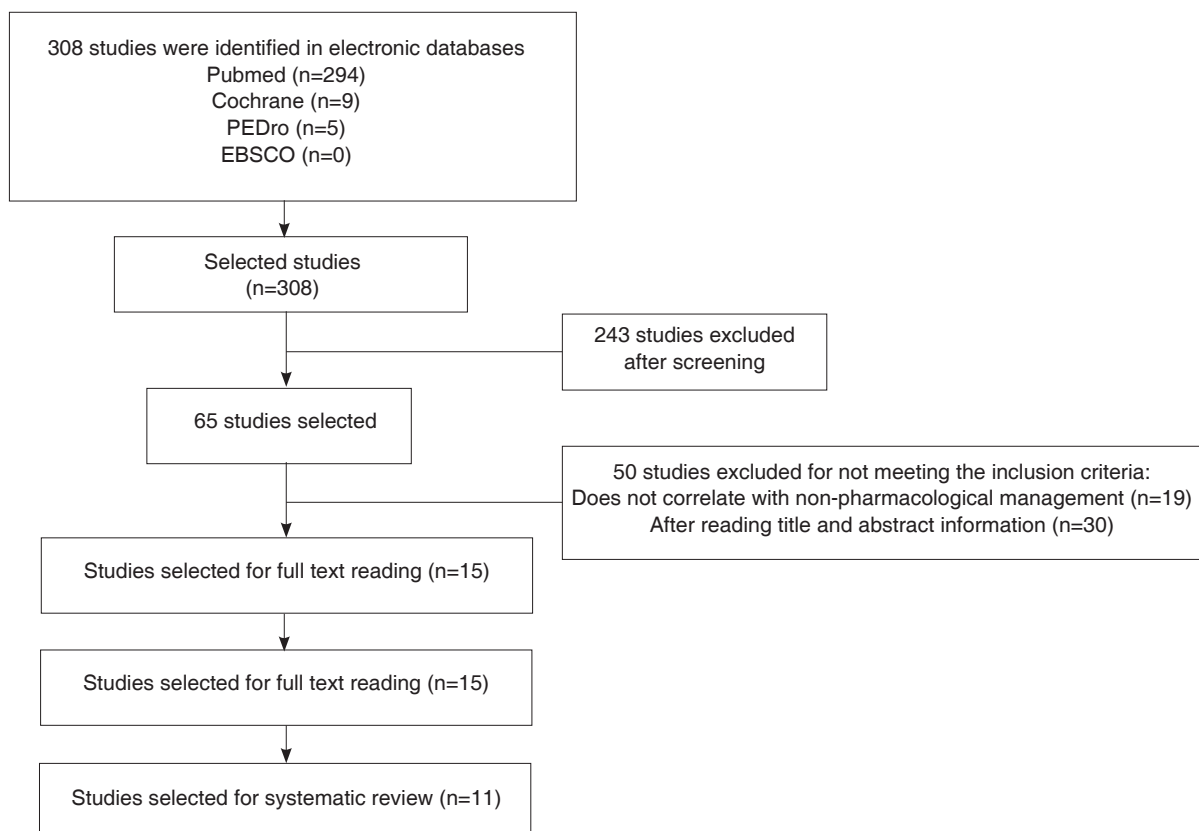 308 studies were identified in electronic databases
Pubmed (n=294)
Cochrane (n=9)
PEDro (n=5)
EBSCO (n=0)
Selected studies
(n=308)
243 studies excluded
after screening
65 studies selected
50 studies excluded for not meeting the inclusion criteria:
Does not correlate with non-pharmacological management (n=19)
After reading title and abstract information (n=30)
Studies selected for full text reading (n=15)
Studies selected for full text reading (n=15)
Studies selected for systematic review (n=11)